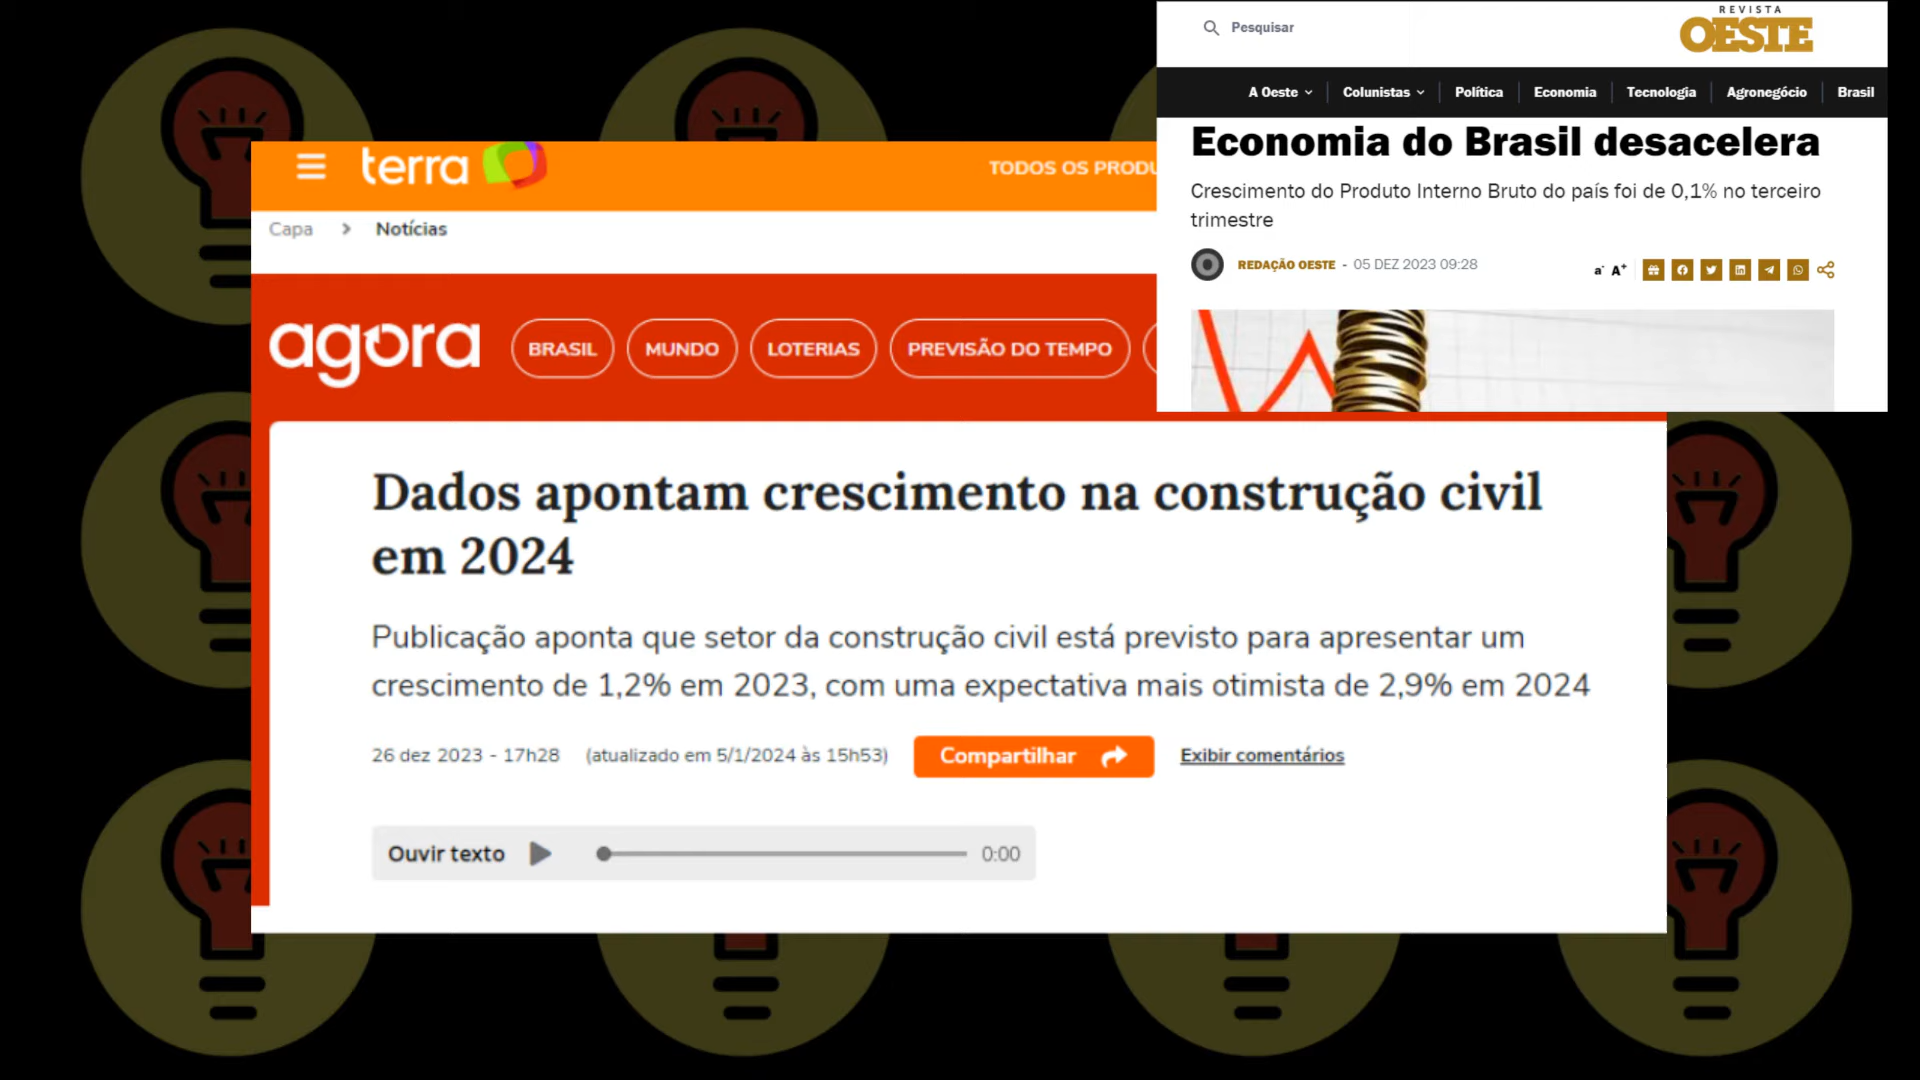 Pesquisar
REVISTA
OESTE
A Oeste
Colunistas
Política
Economia
Tecnologia
Agronegócio
Brasil
Economia do Brasil desacelera
Crescimento do Produto Interno Bruto do país foi de 0,1% no terceiro
trimestre
REDAÇÃO OESTE - 05 DEZ 2023 09:28
a- A+
terra
TODOS OS PRODU
Capa > Notícias
agora
BRASIL
MUNDO
LOTERIAS
PREVISÃO DO TEMPO
Dados apontam crescimento na construção civil
em 2024
Publicação aponta que setor da construção civil está previsto para apresentar um
crescimento de 1,2% em 2023, com uma expectativa mais otimista de 2,9% em 2024
26 dez 2023 - 17h28 (atualizado em 5/1/2024 às 15h53)
Compartilhar
Exibir comentários
Ouvir texto
0:00